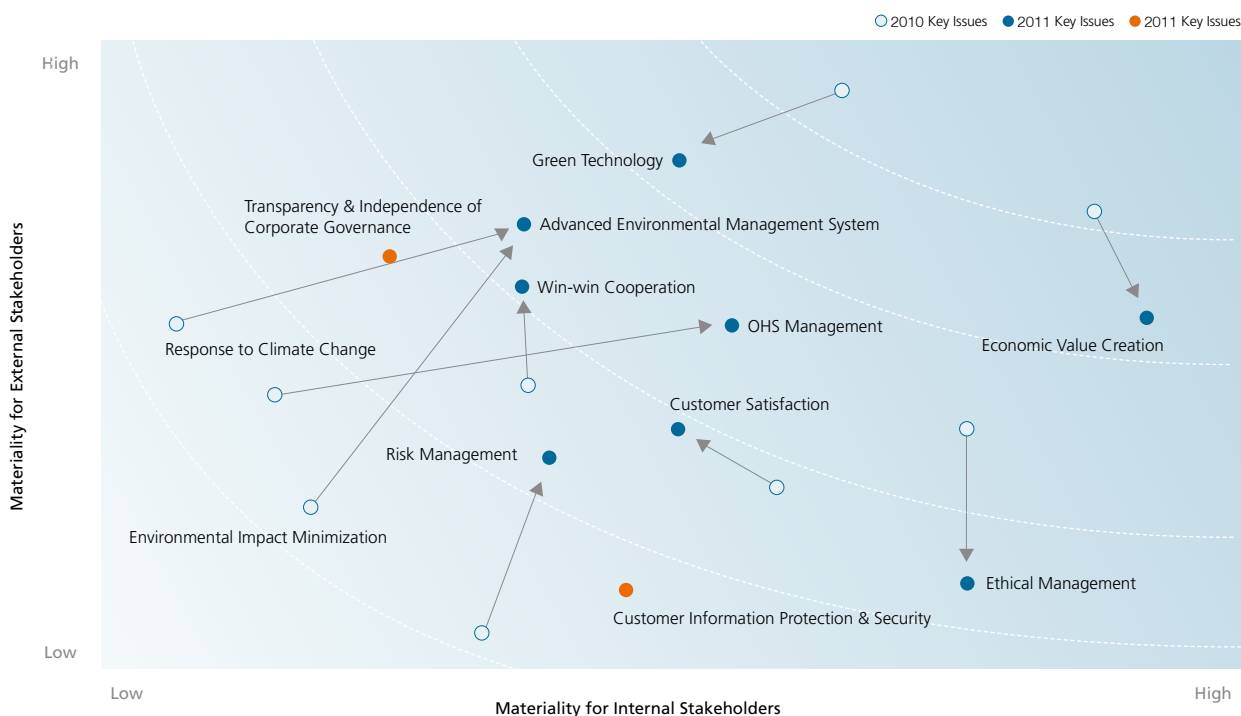 2010 Key Issues
2011 Key Issues
2011 Key Issues
High
Green Technology
Transparency & Independence of
Corporate Governance
Advanced Environmental Management System
Win-win Cooperation
OHS Management
Response to Climate Change
Economic Value Creation
Customer Satisfaction
Risk Management
Environmental Impact Minimization
Ethical Management
Customer Information Protection & Security
Materiality for External Stakeholders
Low
Low
High
Materiality for Internal Stakeholders